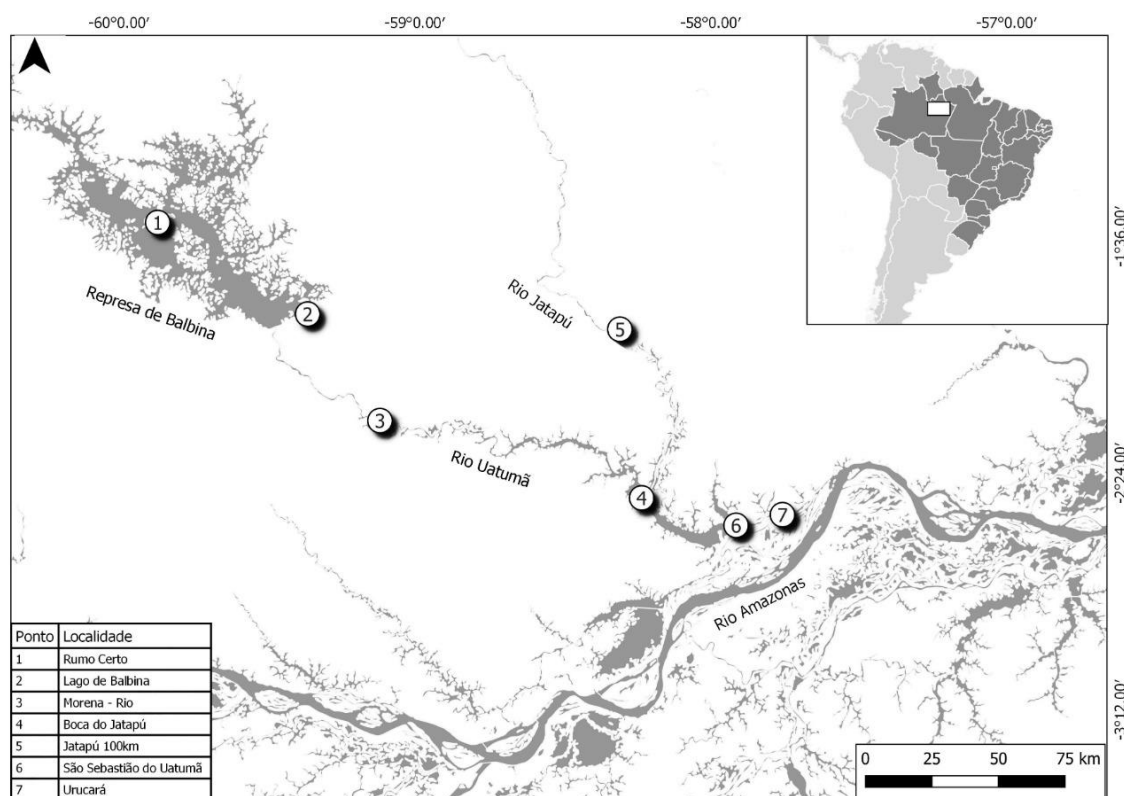 -60°0.00′ -59°0.00′ -58°0.00′ -57°0.00′
-1°36.00′
1
Represa de Balbina
2
Rio Jatapú
5
3
Rio Uatumã
-2°24.00′
4
6
7
Rio Amazonas
Ponto Localidade
1 Rumo Certo
2 Lago de Balbina
3 Morena - Rio
4 Boca do Jatapú
5 Jatapú 100km
6 São Sebastião do Uatumã
7 Urucará
-3°12.00′
0 25 50 75 km